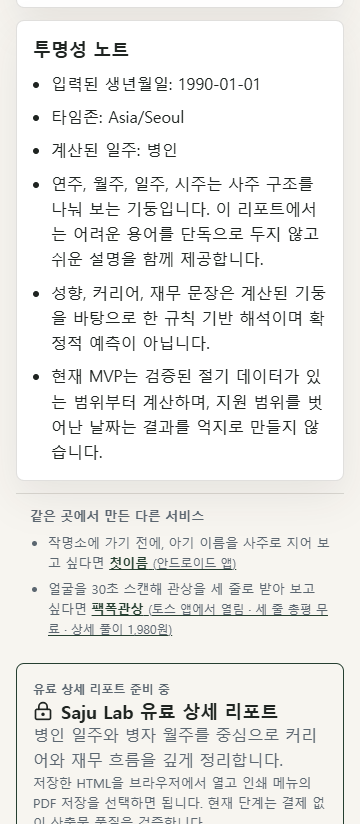 투명성 노트
• 입력된 생년월일: 1990-01-01
• 타임존: Asia/Seoul
• 계산된 일주: 병인
• 연주, 월주, 일주, 시주는 사주 구조를
나눠 보는 기둥입니다. 이 리포트에서
는 어려운 용어를 단독으로 두지 않고
쉬운 설명을 함께 제공합니다.
• 성향, 커리어, 재무 문장은 계산된 기둥
을 바탕으로 한 규칙 기반 해석이며 확
정적 예측이 아닙니다.
• 현재 MVP는 검증된 절기 데이터가 있
는 범위부터 계산하며, 지원 범위를 벗
어난 날짜는 결과를 억지로 만들지 않
습니다.
같은 곳에서 만든 다른 서비스
• 작명소에 가기 전에, 아기 이름을 사주로 지어 보
고 싶다면 첫이름 (안드로이드 앱)
• 얼굴을 30초 스캔해 관상을 세 줄로 받아 보고
싶다면 팩폭관상 (토스 앱에서 열림 · 세 줄 총평 무
료 · 상세 풀이 1,980원)
유료 상세 리포트 준비 중
Saju Lab 유료 상세 리포트
병인 일주와 병자 월주를 중심으로 커리
어와 재무 흐름을 깊게 정리합니다.
저장한 HTML을 브라우저에서 열고 인쇄 메뉴의
PDF 저장을 선택하면 됩니다. 현재 단계는 결제 없
이 산출물 품질을 검증합니다.